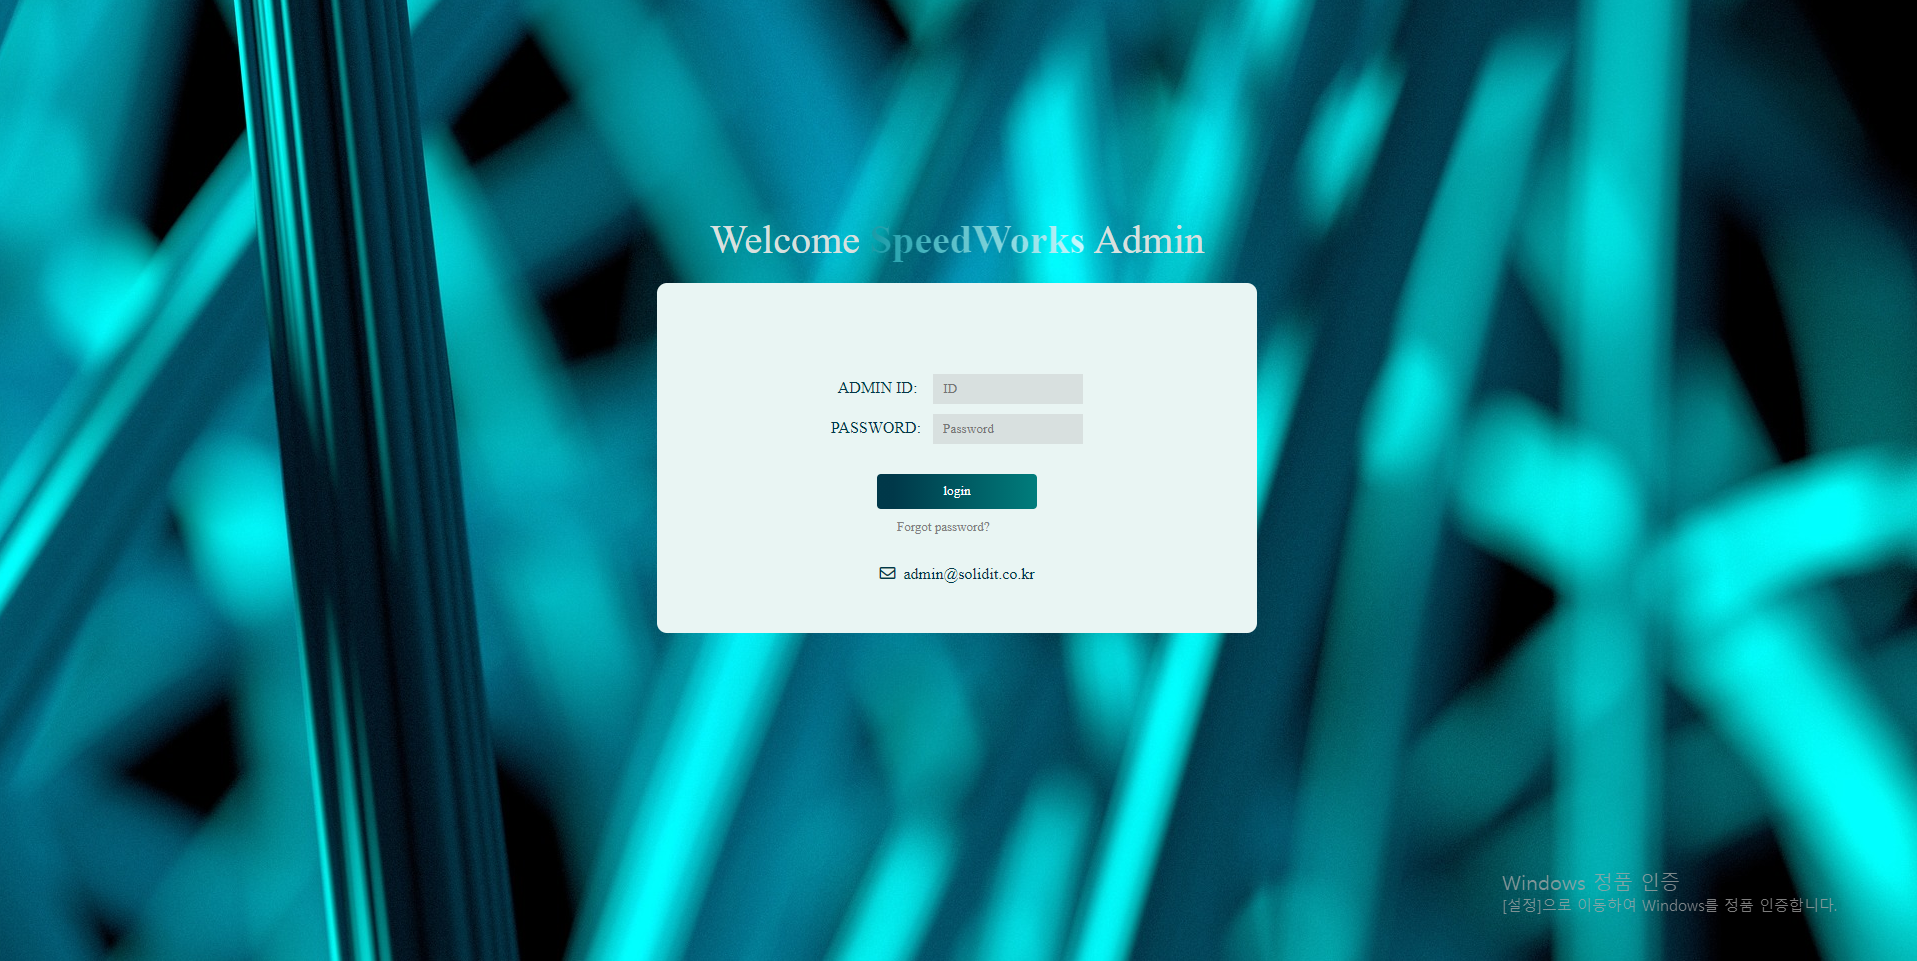 Welcome SpeedWorks Admin
ADMIN ID: ID
PASSWORD: Password
login
Forgot password?
admin@solidit.co.kr
Windows 정품 인증
[설정]으로 이동하여 Windows를 정품 인증합니다.